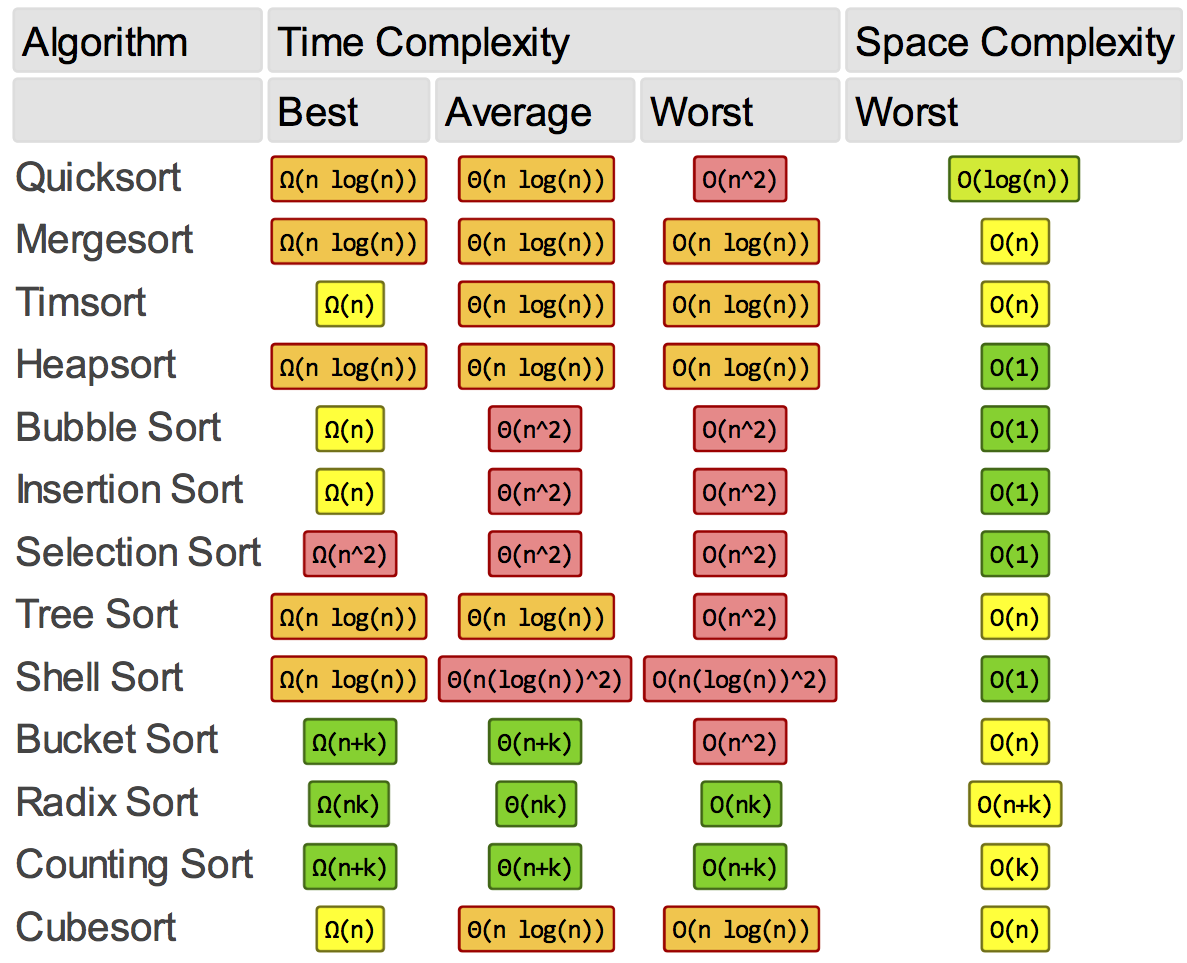 Algorithm Time Complexity Space Complexity
Best Average Worst Worst
Quicksort Ω(n log(n)) Θ(n log(n)) O(n^2) O(log(n))
Mergesort Ω(n log(n)) Θ(n log(n)) O(n log(n)) O(n)
Timsort Ω(n) Θ(n log(n)) O(n log(n)) O(n)
Heapsort Ω(n log(n)) Θ(n log(n)) O(n log(n)) O(1)
Bubble Sort Ω(n) Θ(n^2) O(n^2) O(1)
Insertion Sort Ω(n) Θ(n^2) O(n^2) O(1)
Selection Sort Ω(n^2) Θ(n^2) O(n^2) O(1)
Tree Sort Ω(n log(n)) Θ(n log(n)) O(n^2) O(n)
Shell Sort Ω(n log(n)) Θ(n(log(n))^2) O(n(log(n))^2) O(1)
Bucket Sort Ω(n+k) Θ(n+k) O(n^2) O(n)
Radix Sort Ω(nk) Θ(nk) O(nk) O(n+k)
Counting Sort Ω(n+k) Θ(n+k) O(n+k) O(k)
Cubesort Ω(n) Θ(n log(n)) O(n log(n)) O(n)